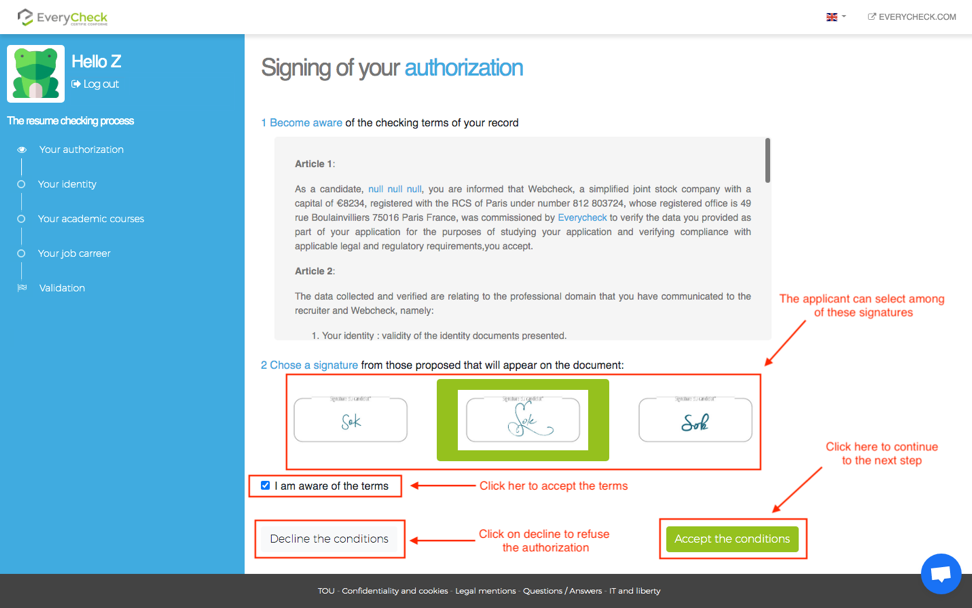 EveryCheck
EVERYCHECK.COM
Hello Z
Log out
The resume checking process
Your authorization
Your identity
Your academic courses
Your job carreer
Validation
Signing of your authorization
1 Become aware of the checking terms of your record
Article 1:
As a candidate, null null null, you are informed that Webcheck, a simplified joint stock company with a
capital of €8234, registered with the RCS of Paris under number 812 803724, whose registered office is 49
rue Boulainvilliers 75016 Paris France, was commissioned by Everycheck to verify the data you provided as
part of your application for the purposes of studying your application and verifying compliance with
applicable legal and regulatory requirements,you accept.
Article 2:
The data collected and verified are relating to the professional domain that you have communicated to the
recruiter and Webcheck, namely:
1. Your identity : validity of the identity documents presented.
The applicant can select among
of these signatures
2 Chose a signature from those proposed that will appear on the document:
Sok
Sok
Click here to continue
to the next step
I am aware of the terms
Click her to accept the terms
Decline the conditions
Click on decline to refuse
the authorization
Accept the conditions
TOU · Confidentiality and cookies · Legal mentions · Questions / Answers · IT and liberty